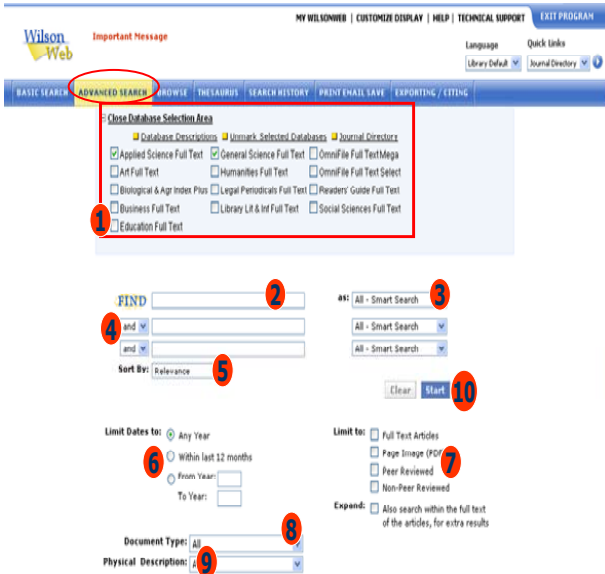 MY WILSONWEB | CUSTOMIZE DISPLAY | HELP | TECHNICAL SUPPORT EXIT PROGRAM
Wilson Web
Important Message
Language Quick Links
Library Default Journal Directory
BASIC SEARCH ADVANCED SEARCH BROWSE THESAURUS SEARCH HISTORY PRINT EMAIL SAVE EXPORTING / CITING
Close Database Selection Area
Database Descriptions Unmark Selected Databases Journal Directory
Applied Science Full Text General Science Full Text OmniFile Full TextMega
Art Full Text Humanities Full Text OmniFile Full Text Select
Biological & Agr Index Plus Legal Periodicals Full Text Readers' Guide Full Text
Business Full Text Library Lit & Inf Full Text Social Sciences Full Text
1 Education Full Text
FIND 2 as: All - Smart Search 3
4 and All - Smart Search
and All - Smart Search
Sort By: Relevance 5
Clear Start 10
Limit Dates to: Any Year
6 Within last 12 months
From Year:
To Year:
Limit to: Full Text Articles
Page Image (PDF) 7
Peer Reviewed
Non-Peer Reviewed
Expand: Also search within the full text
of the articles, for extra results
Document Type: All 8
Physical Description: 9